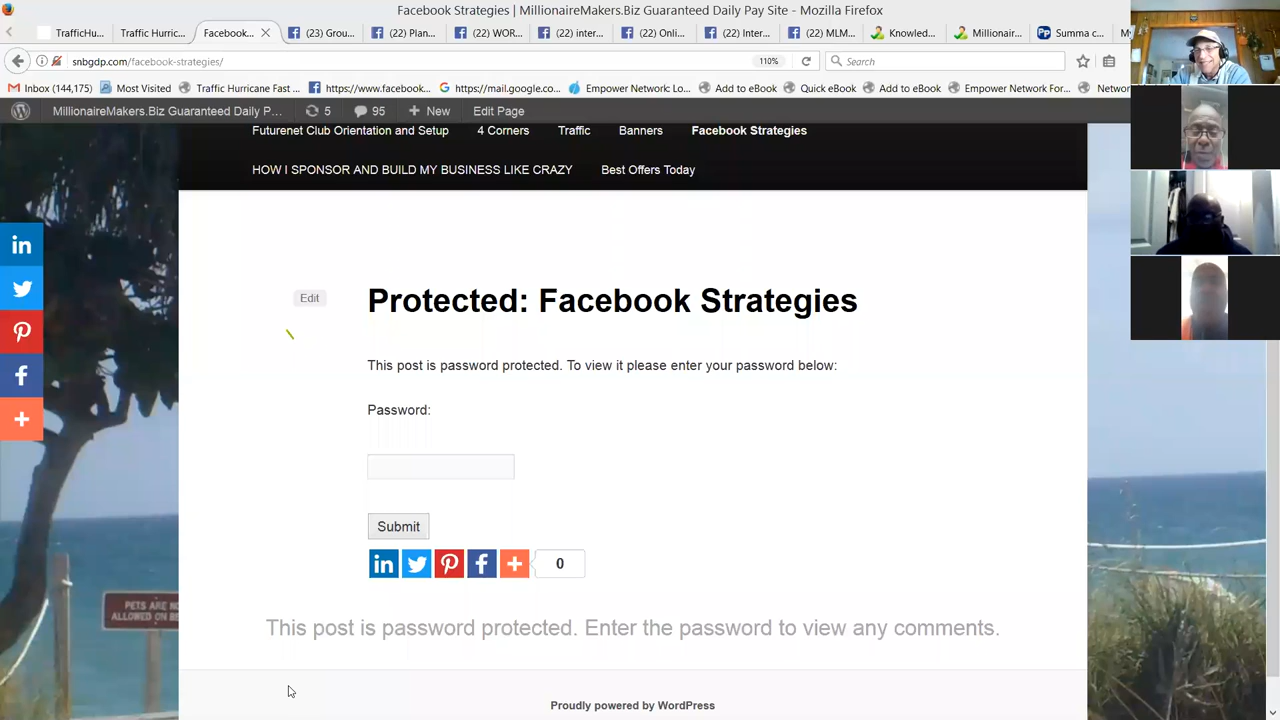 Facebook Strategies | MillionaireMakers.Biz Guaranteed Daily Pay Site - Mozilla Firefox
TrafficHu...
Traffic Hurric...
Facebook...
(23) Grou...
(22) Plan...
(22) WOR...
(22) inter...
(22) Onli...
(22) Inter...
(22) MLM...
Knowled...
Millionair...
Summa c...
snbgdp.com/facebook-strategies/
110%
Search
Inbox (144,175)
Most Visited
Traffic Hurricane Fast ...
https://www.facebook...
https://mail.google.co...
Empower Network: Lo...
Add to eBook
Quick eBook
Add to eBook
Empower Network For...
Network
MillionaireMakers.Biz Guaranteed Daily P...
5
95
New
Edit Page
Futurenet Club Orientation and Setup
4 Corners
Traffic
Banners
Facebook Strategies
HOW I SPONSOR AND BUILD MY BUSINESS LIKE CRAZY
Best Offers Today
Edit
Protected: Facebook Strategies
This post is password protected. To view it please enter your password below:
Password:
Submit
0
This post is password protected. Enter the password to view any comments.
PETS ARE NO
ALLOWED ON BE
Proudly powered by WordPress